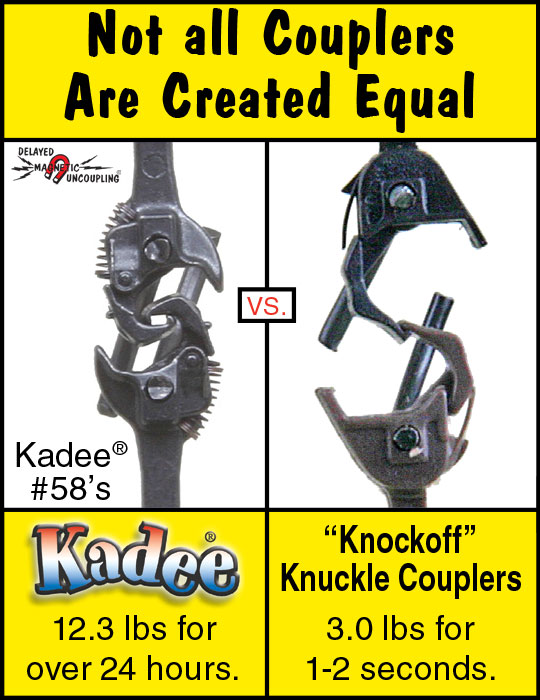 Not all Couplers
Are Created Equal
DELAYED
MAGNETIC
UNCOUPLING®
vs.
Kadee®
#58's
Kadee®
12.3 lbs for
over 24 hours.
“Knockoff”
Knuckle Couplers
3.0 lbs for
1-2 seconds.